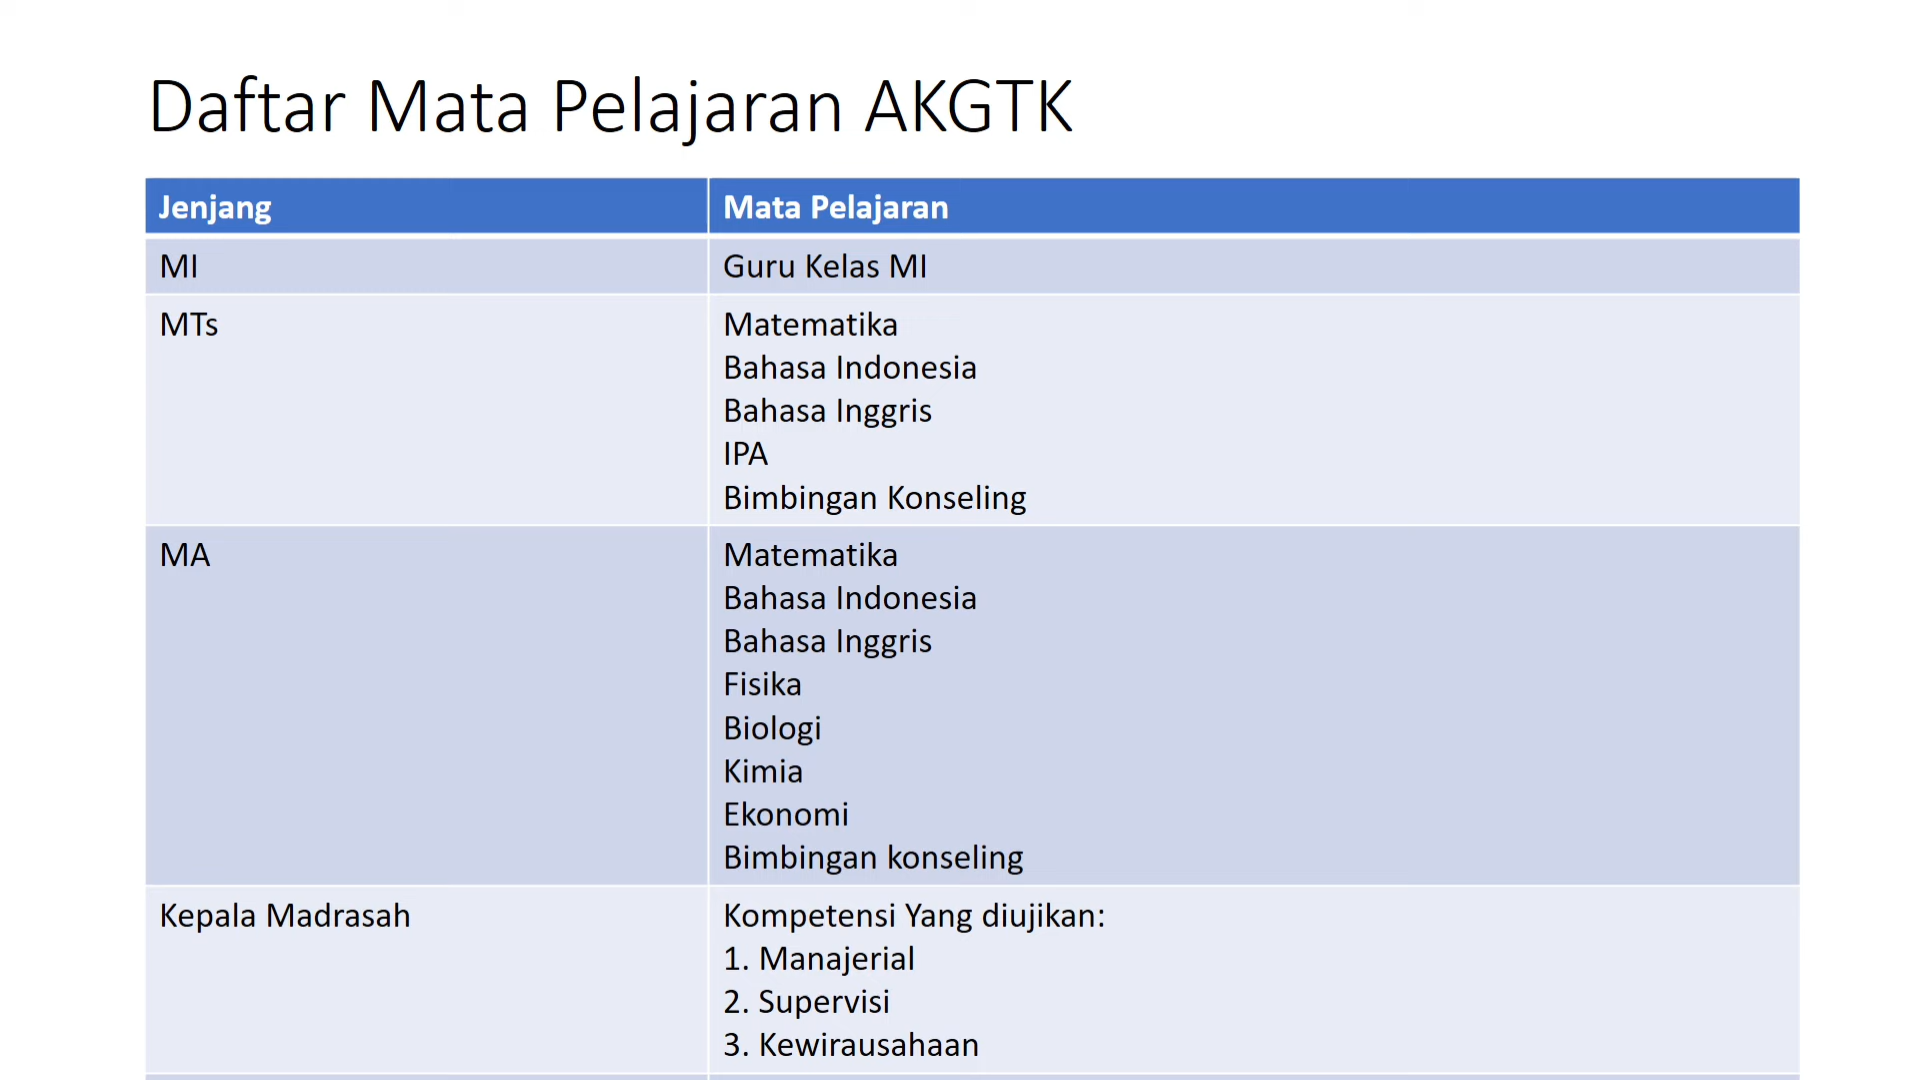 Daftar Mata Pelajaran AKGTK
Jenjang
Mata Pelajaran
MI
Guru Kelas MI
MTs
Matematika
Bahasa Indonesia
Bahasa Inggris
IPA
Bimbingan Konseling
MA
Matematika
Bahasa Indonesia
Bahasa Inggris
Fisika
Biologi
Kimia
Ekonomi
Bimbingan konseling
Kepala Madrasah
Kompetensi Yang diujikan:
1. Manajerial
2. Supervisi
3. Kewirausahaan